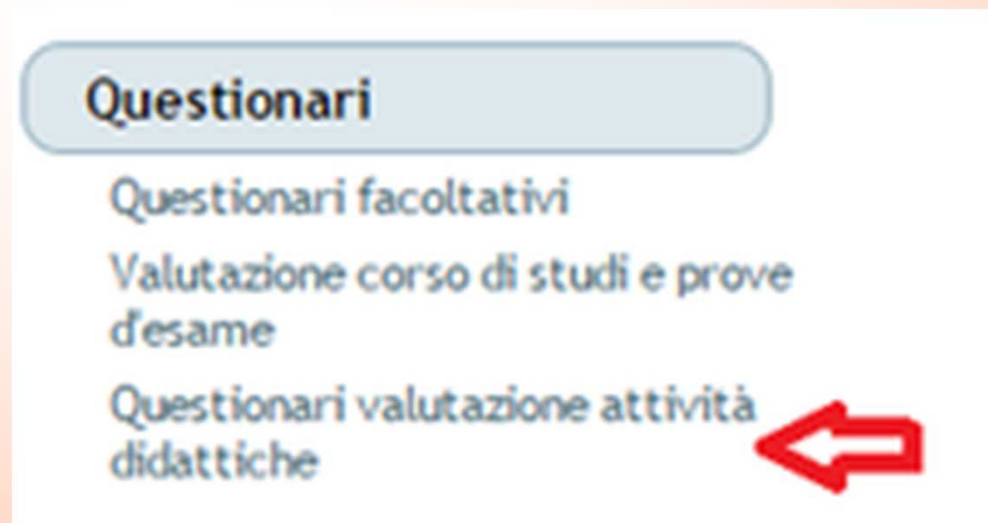 Questionari
Questionari facoltativi
Valutazione corso di studi e prove
d'esame
Questionari valutazione attività
didattiche